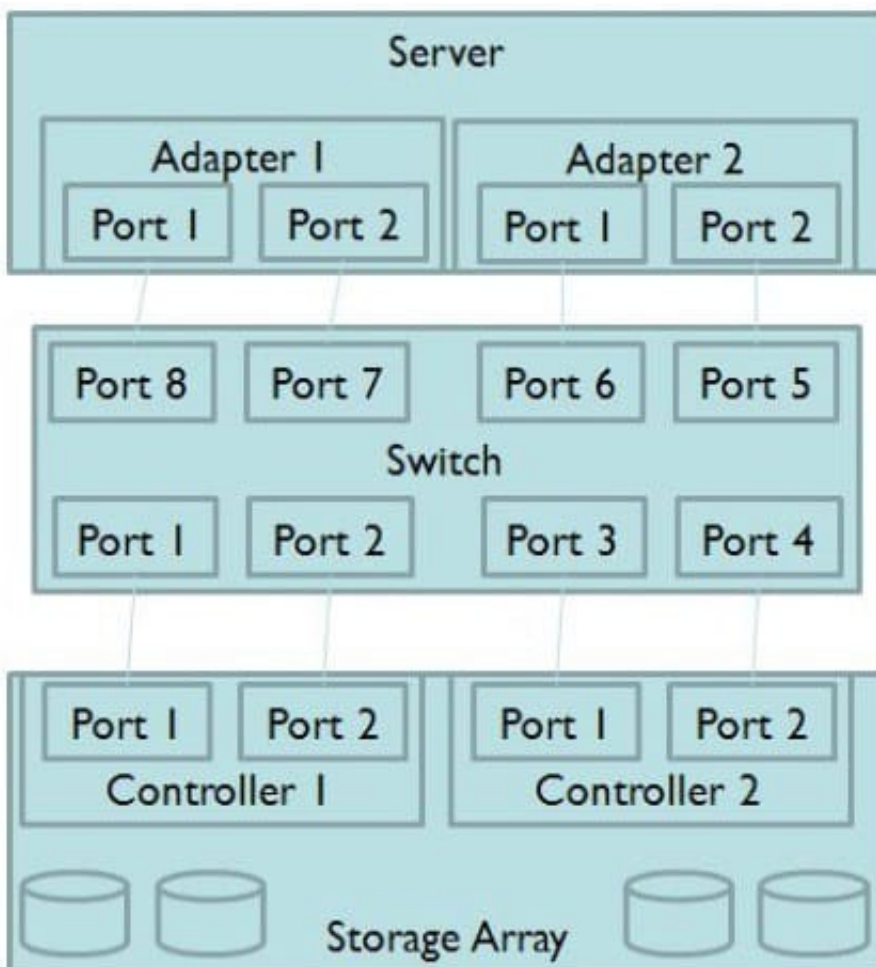 Server
Adapter 1 Adapter 2
Port 1 Port 2 Port 1 Port 2
Port 8 Port 7 Port 6 Port 5
Switch
Port 1 Port 2 Port 3 Port 4
Port 1 Port 2 Port 1 Port 2
Controller 1 Controller 2
Storage Array